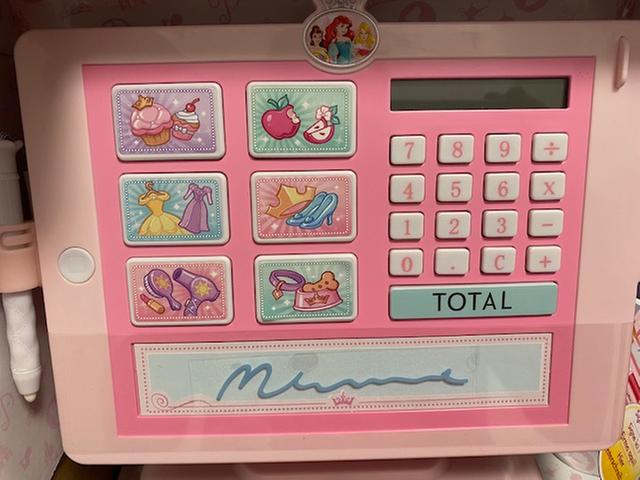 7 8 9 ÷
4 5 6 X
1 2 3 −
0 . C +
TOTAL